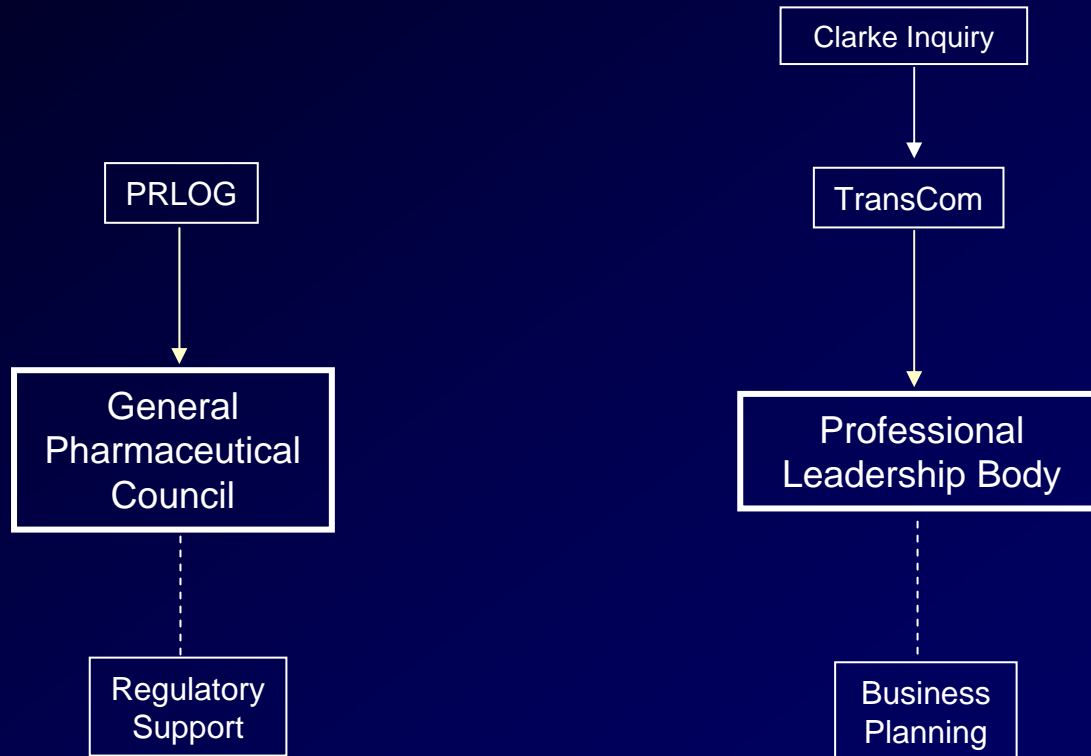 Clarke Inquiry
PRLOG
TransCom
General
Pharmaceutical
Council
Professional
Leadership Body
Regulatory
Support
Business
Planning